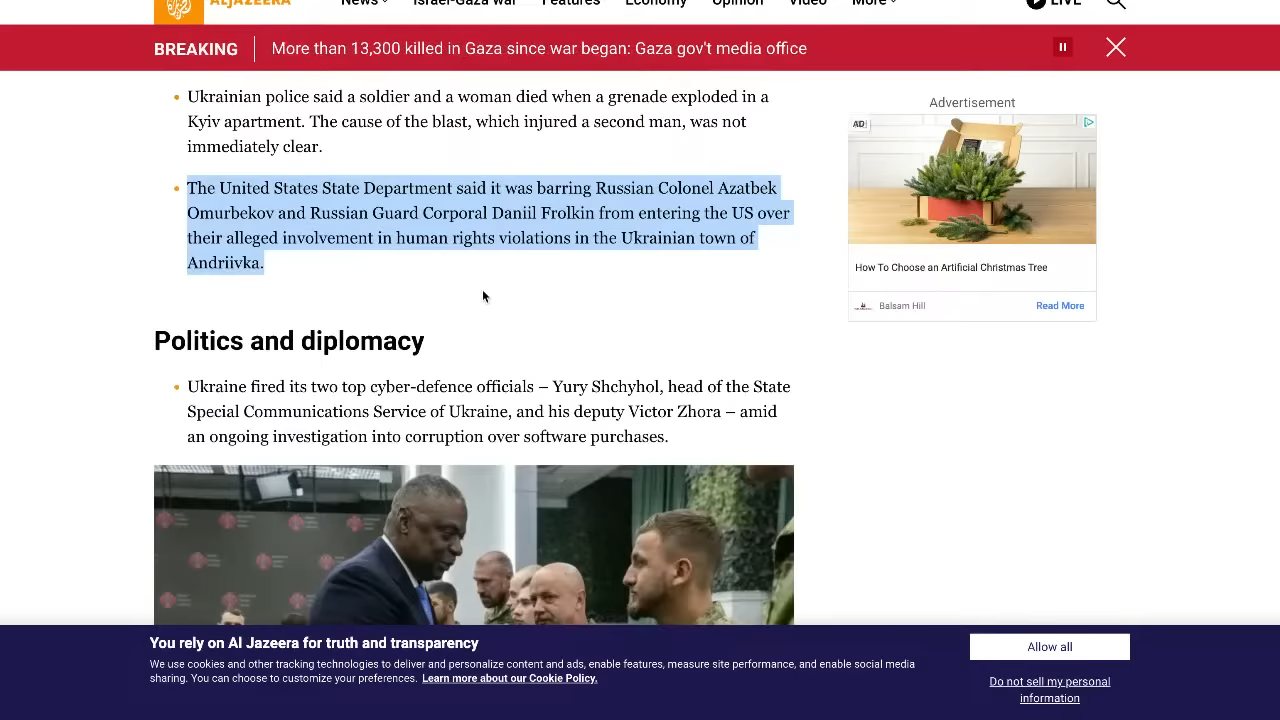 ALJAZEERA News Israel-Gaza war Features Economy Opinion Video More LIVE
BREAKING More than 13,300 killed in Gaza since war began: Gaza gov't media office
Ukrainian police said a soldier and a woman died when a grenade exploded in a
Kyiv apartment. The cause of the blast, which injured a second man, was not
immediately clear.
The United States State Department said it was barring Russian Colonel Azatbek
Omurbekov and Russian Guard Corporal Daniil Frolkin from entering the US over
their alleged involvement in human rights violations in the Ukrainian town of
Andriivka.
Advertisement
AD
How To Choose an Artificial Christmas Tree
Balsam Hill Read More
Politics and diplomacy
Ukraine fired its two top cyber-defence officials – Yury Shchyhol, head of the State
Special Communications Service of Ukraine, and his deputy Victor Zhora – amid
an ongoing investigation into corruption over software purchases.
You rely on Al Jazeera for truth and transparency
We use cookies and other tracking technologies to deliver and personalize content and ads, enable features, measure site performance, and enable social media
sharing. You can choose to customize your preferences. Learn more about our Cookie Policy.
Allow all
Do not sell my personal
information